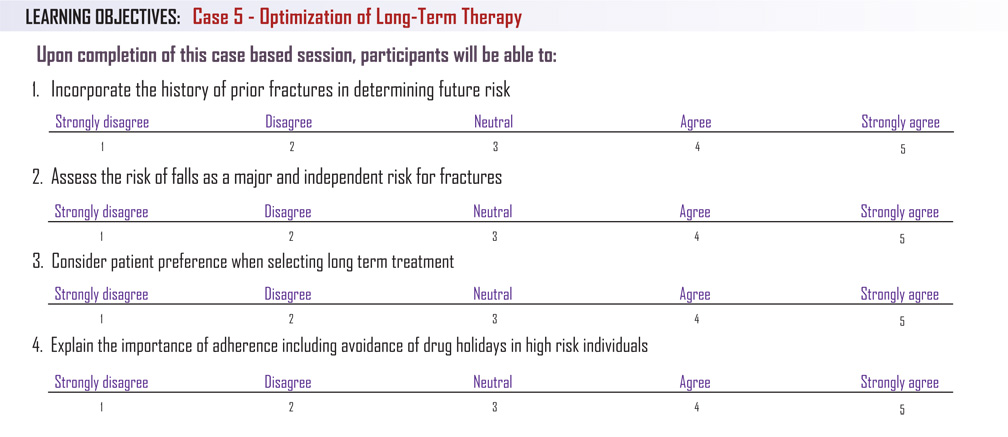 LEARNING OBJECTIVES: Case 5 - Optimization of Long-Term Therapy
Upon completion of this case based session, participants will be able to:
1. Incorporate the history of prior fractures in determining future risk
Strongly disagree Disagree Neutral Agree Strongly agree
1 2 3 4 5
2. Assess the risk of falls as a major and independent risk for fractures
Strongly disagree Disagree Neutral Agree Strongly agree
1 2 3 4 5
3. Consider patient preference when selecting long term treatment
Strongly disagree Disagree Neutral Agree Strongly agree
1 2 3 4 5
4. Explain the importance of adherence including avoidance of drug holidays in high risk individuals
Strongly disagree Disagree Neutral Agree Strongly agree
1 2 3 4 5